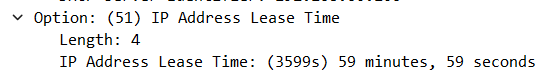 Option: (51) IP Address Lease Time
Length: 4
IP Address Lease Time: (3599s) 59 minutes, 59 seconds